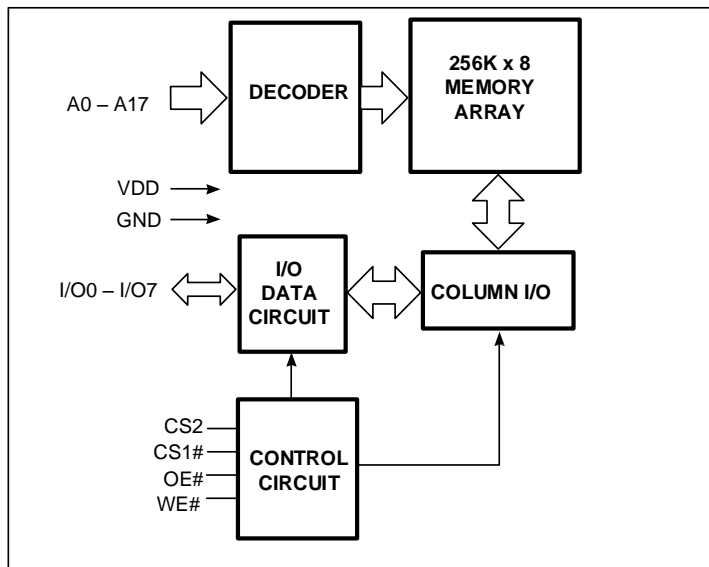 A0 – A17
DECODER
256K x 8
MEMORY
ARRAY
VDD
GND
I/O0 – I/O7
I/O
DATA
CIRCUIT
COLUMN I/O
CS2
CS1#
OE#
WE#
CONTROL
CIRCUIT